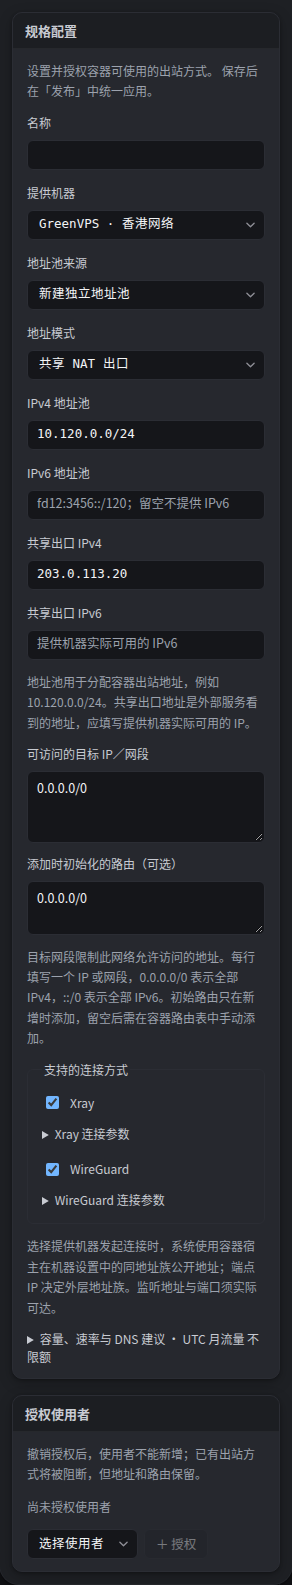 规格配置
设置并授权容器可使用的出站方式。 保存后
在「发布」中统一应用。
名称
提供机器
GreenVPS · 香港网络
地址池来源
新建独立地址池
地址模式
共享 NAT 出口
IPv4 地址池
10.120.0.0/24
IPv6 地址池
fd12:3456::/120；留空不提供 IPv6
共享出口 IPv4
203.0.113.20
共享出口 IPv6
提供机器实际可用的 IPv6
地址池用于分配容器出站地址，例如
10.120.0.0/24。共享出口地址是外部服务看
到的地址，应填写提供机器实际可用的 IP。
可访问的目标 IP／网段
0.0.0.0/0
添加时初始化的路由（可选）
0.0.0.0/0
目标网段限制此网络允许访问的地址。每行
填写一个 IP 或网段，0.0.0.0/0 表示全部
IPv4，::/0 表示全部 IPv6。初始路由只在新
增时添加，留空后需在容器路由表中手动添
加。
支持的连接方式
Xray
Xray 连接参数
WireGuard
WireGuard 连接参数
选择提供机器发起连接时，系统使用容器宿
主在机器设置中的同地址族公开地址；端点
IP 决定外层地址族。监听地址与端口须实际
可达。
容量、速率与 DNS 建议 · UTC 月流量 不
限额
授权使用者
撤销授权后，使用者不能新增；已有出站方
式将被阻断，但地址和路由保留。
尚未授权使用者
选择使用者
＋ 授权